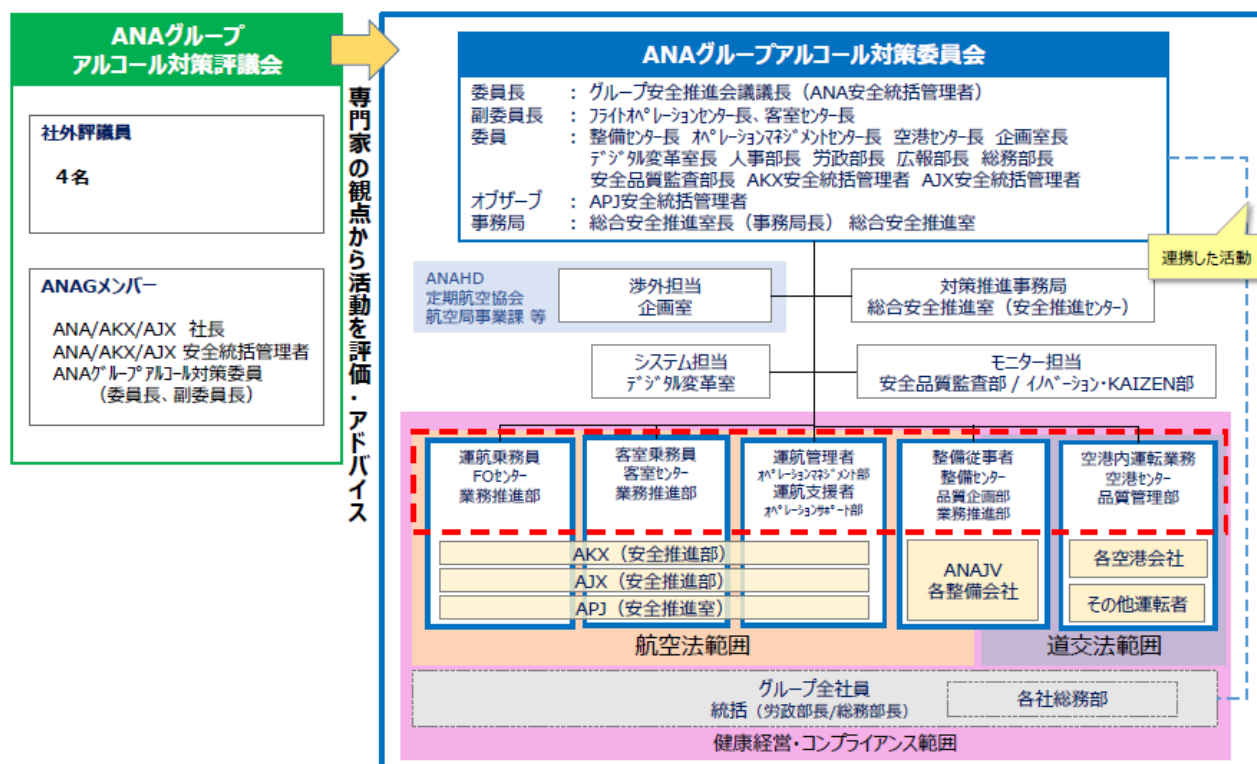 ANAグループ
アルコール対策評議会
社外評議員
4名
ANAGメンバー
ANA/AKX/AJX 社長
ANA/AKX/AJX 安全統括管理者
ANAグループアルコール対策委員
（委員長、副委員長）
専門家の観点から活動を評価・アドバイス
ANAグループアルコール対策委員会
委員長 ： グループ安全推進会議議長（ANA安全統括管理者）
副委員長 ： フライトオペレーションセンター長、客室センター長
委員 ： 整備センター長 オペレーションマネジメントセンター長 空港センター長 企画室長
デジタル変革室長 人事部長 労政部長 広報部長 総務部長
安全品質監査部長 AKX安全統括管理者 AJX安全統括管理者
オブザーブ ： APJ安全統括管理者
事務局 ： 総合安全推進室長（事務局長） 総合安全推進室
連携した活動
ANAHD
定期航空協会
航空局事業課 等
渉外担当
企画室
対策推進事務局
総合安全推進室（安全推進センター）
システム担当
デジタル変革室
モニター担当
安全品質監査部 / イノベーション・KAIZEN部
運航乗務員
FOセンター
業務推進部
客室乗務員
客室センター
業務推進部
運航管理者
オペレーションマネジメント部
運航支援者
オペレーションサポート部
整備従事者
整備センター
品質企画部
業務推進部
空港内運転業務
空港センター
品質管理部
AKX（安全推進部）
AJX（安全推進部）
APJ（安全推進室）
ANAJV
各整備会社
各空港会社
その他運転者
航空法範囲
道交法範囲
グループ全社員
統括（労政部長/総務部長）
各社総務部
健康経営・コンプライアンス範囲